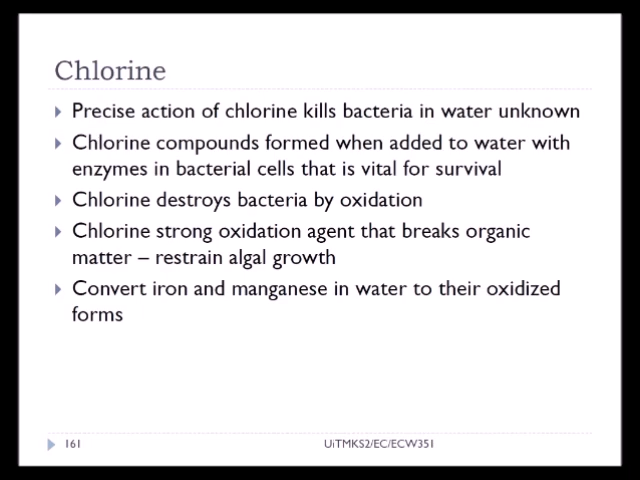 Chlorine
Precise action of chlorine kills bacteria in water unknown
Chlorine compounds formed when added to water with
enzymes in bacterial cells that is vital for survival
Chlorine destroys bacteria by oxidation
Chlorine strong oxidation agent that breaks organic
matter – restrain algal growth
Convert iron and manganese in water to their oxidized
forms
161
UiTMKS2/EC/ECW351